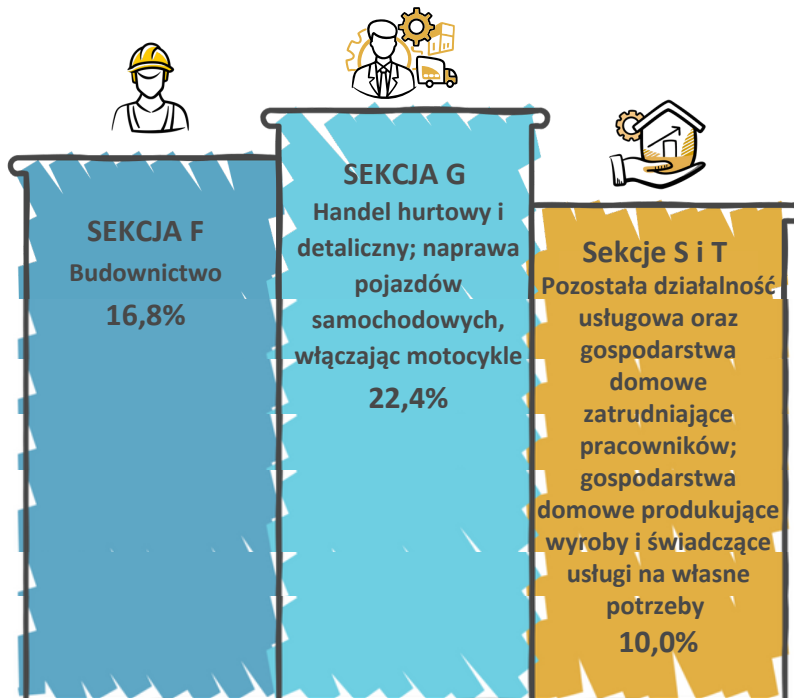 SEKCJA F
Budownictwo
16,8%
SEKCJA G
Handel hurtowy i
detaliczny; naprawa
pojazdów
samochodowych,
włączając motocykle
22,4%
Sekcje S i T
Pozostała działalność
usługowa oraz
gospodarstwa
domowe
zatrudniające
pracowników;
gospodarstwa
domowe produkujące
wyroby i świadczące
usługi na własne
potrzeby
10,0%